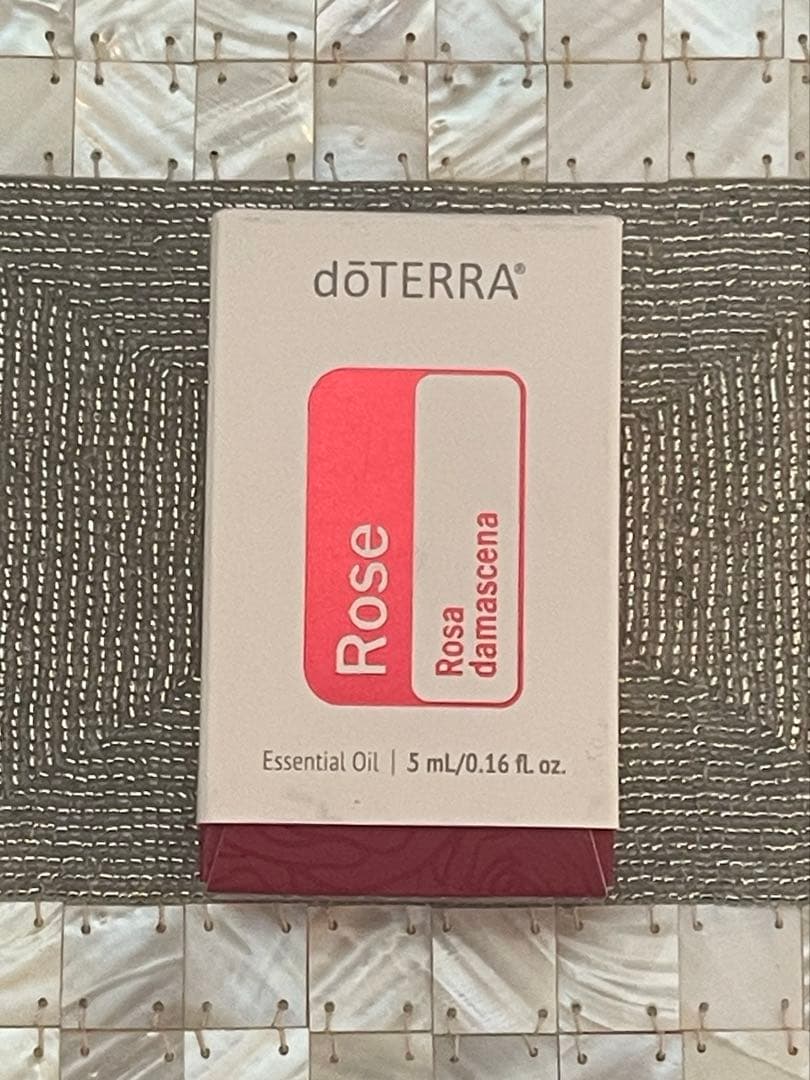 dōTERRA®
Rose
Rosa
damascena
Essential Oil | 5 mL/0.16 fl. oz.